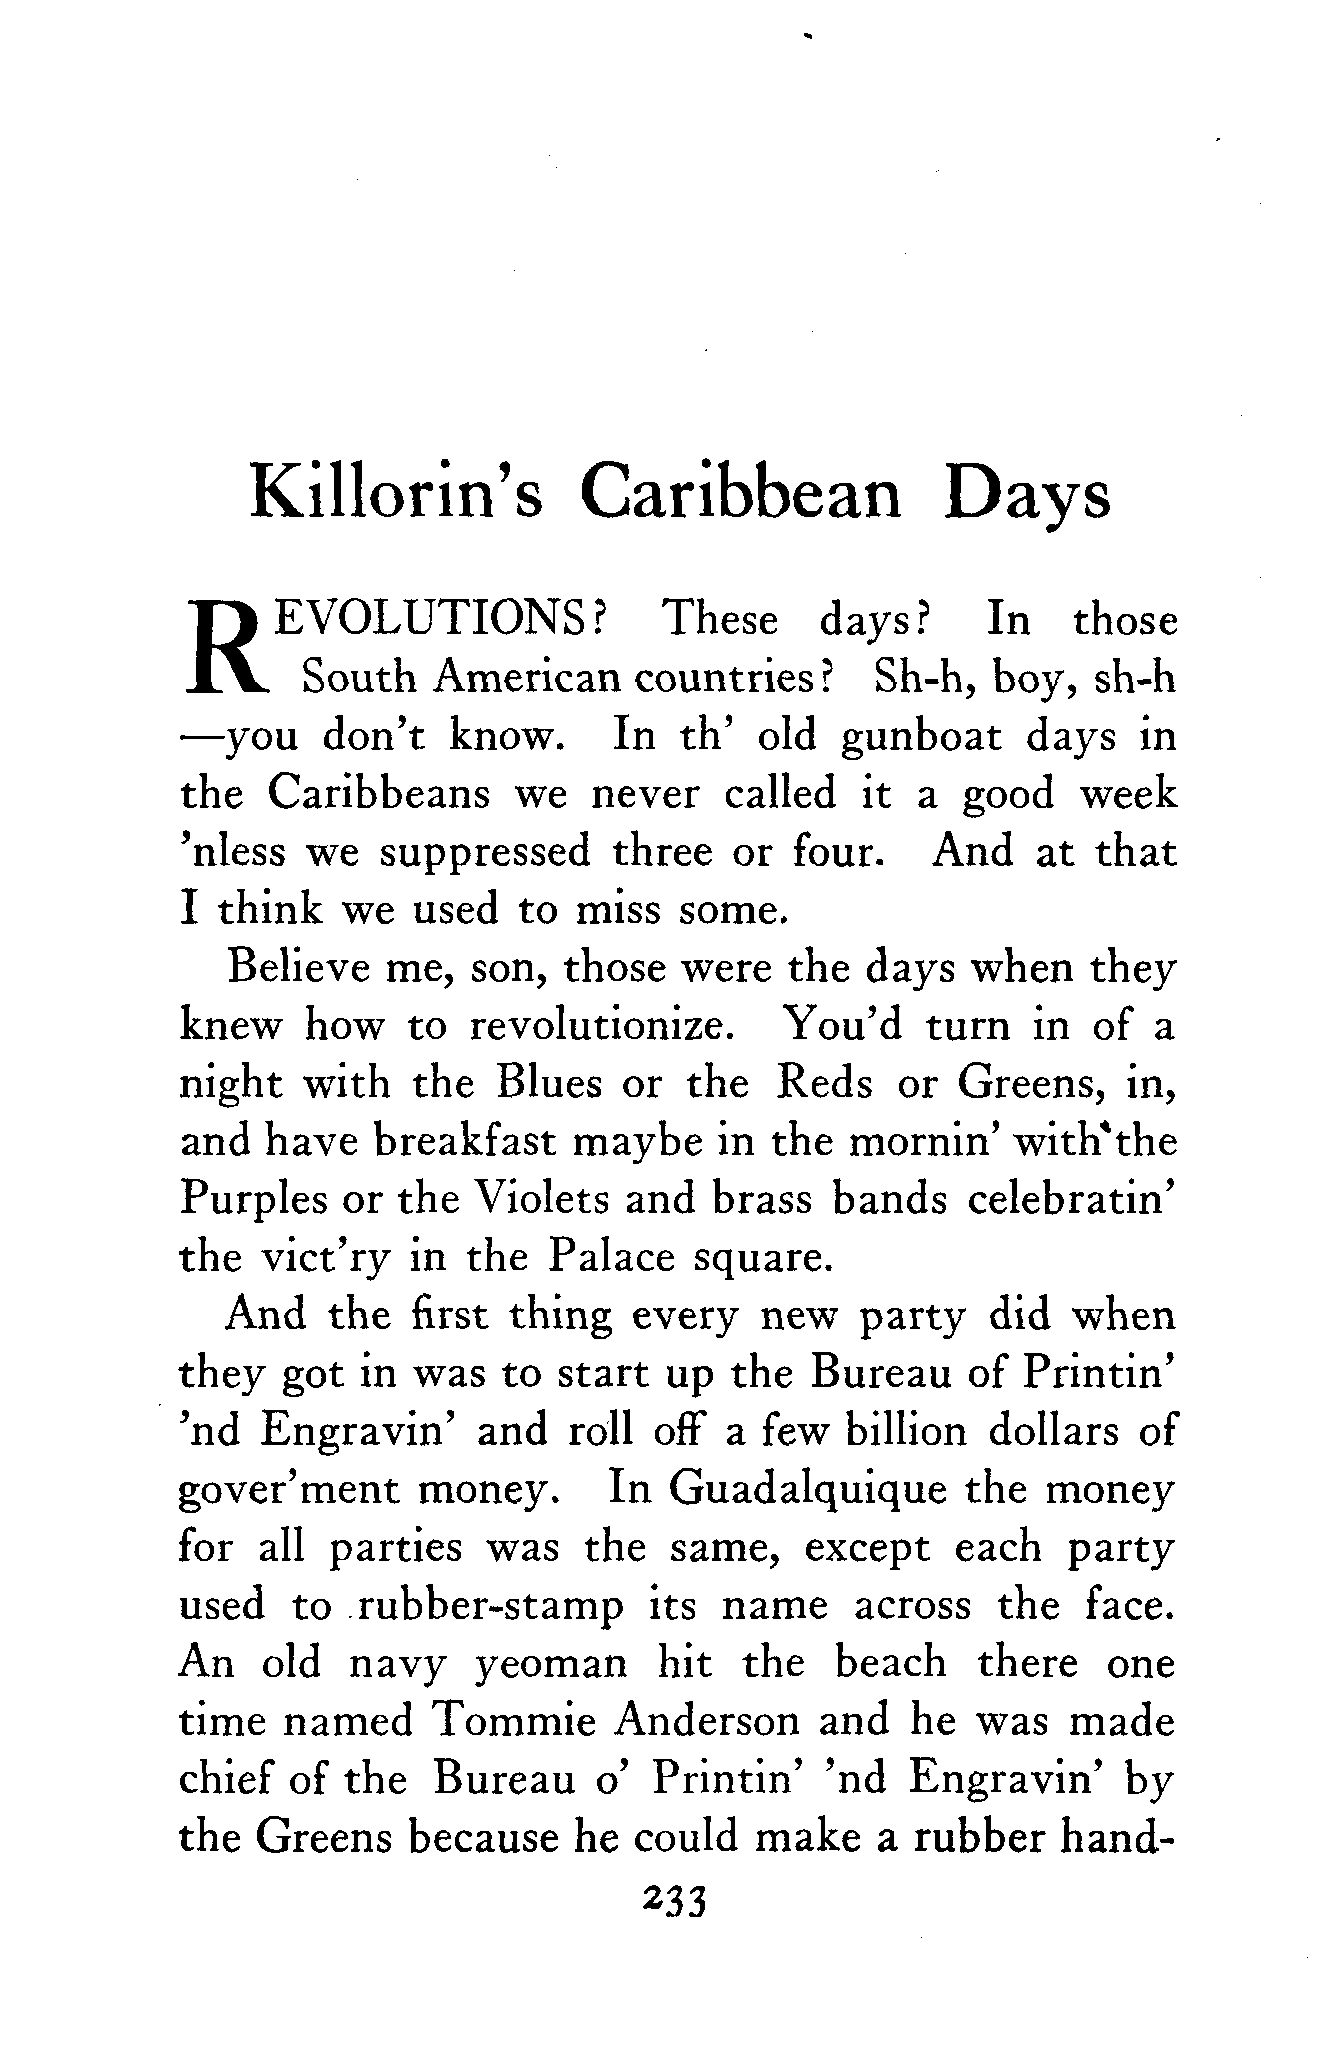 Killorin's Caribbean Days
REVOLUTIONS? These days? In those
South American countries? Sh-h, boy, sh-h
—you don't know. In th' old gunboat days in
the Caribbeans we never called it a good week
'nless we suppressed three or four. And at that
I think we used to miss some.
Believe me, son, those were the days when they
knew how to revolutionize. You'd turn in of a
night with the Blues or the Reds or Greens, in,
and have breakfast maybe in the mornin' with the
Purples or the Violets and brass bands celebratin'
the vict'ry in the Palace square.
And the first thing every new party did when
they got in was to start up the Bureau of Printin'
'nd Engravin' and roll off a few billion dollars of
gover'ment money. In Guadalquique the money
for all parties was the same, except each party
used to rubber-stamp its name across the face.
An old navy yeoman hit the beach there one
time named Tommie Anderson and he was made
chief of the Bureau o' Printin' 'nd Engravin' by
the Greens because he could make a rubber hand-
233